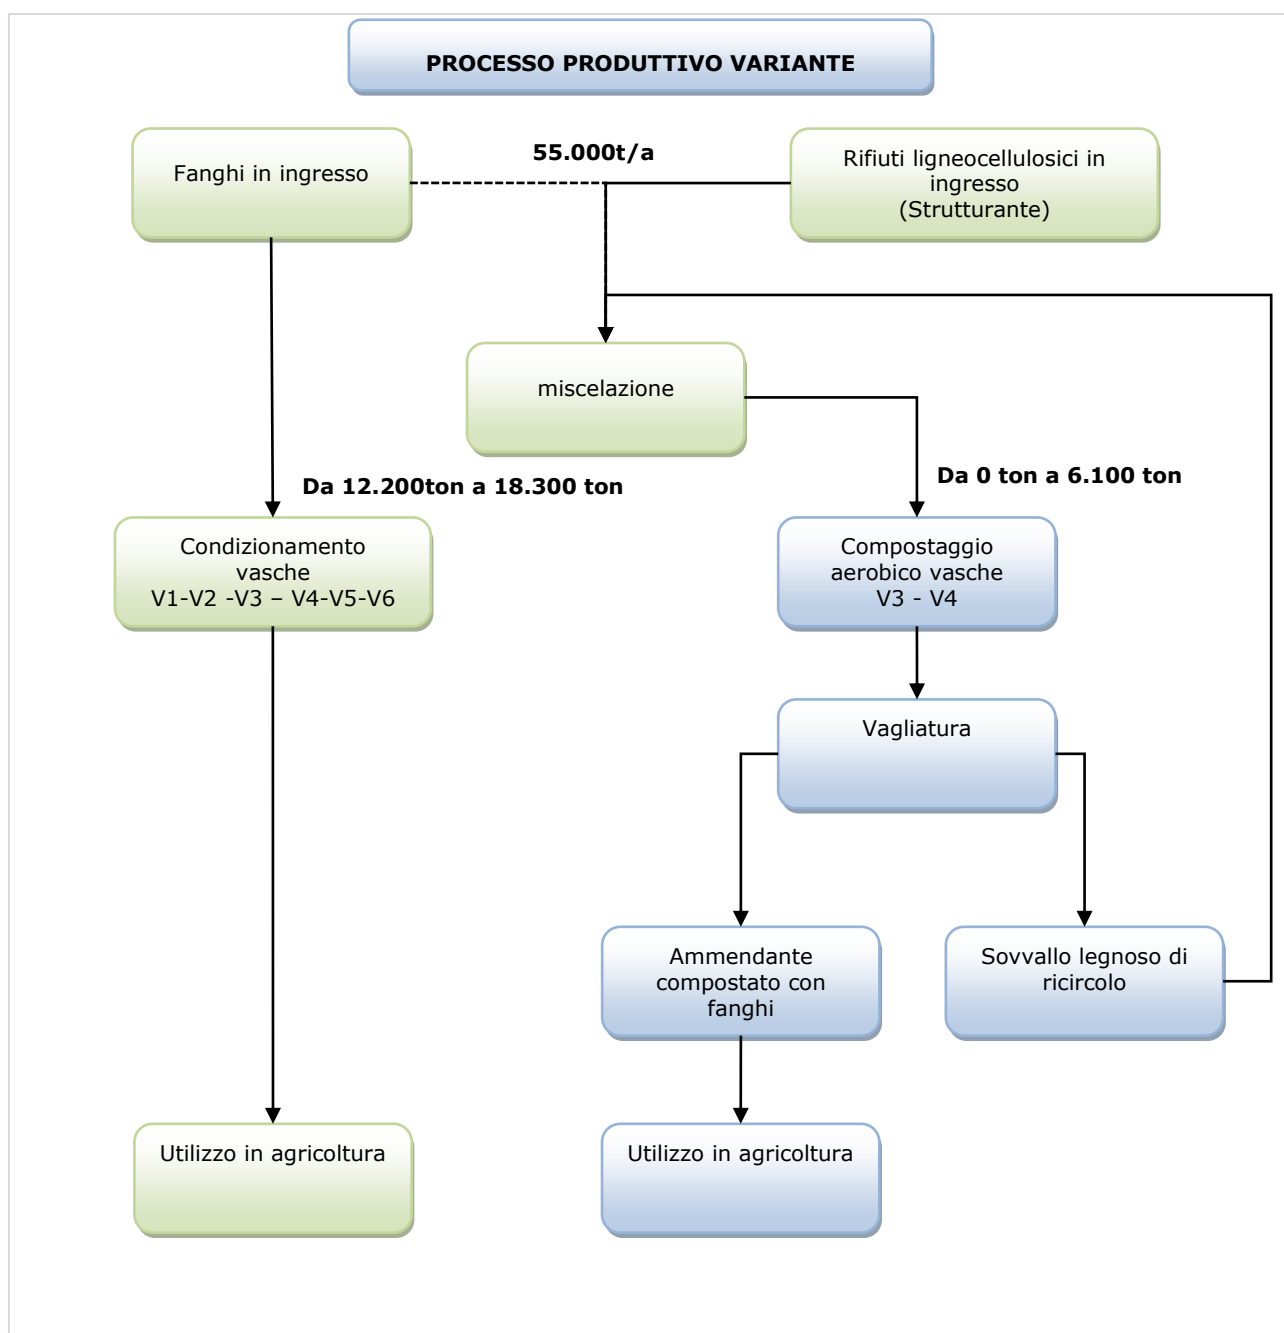 PROCESSO PRODUTTIVO VARIANTE
Fanghi in ingresso
55.000t/a
Rifiuti ligneocellulosici in
ingresso
(Strutturante)
miscelazione
Da 12.200ton a 18.300 ton
Da 0 ton a 6.100 ton
Condizionamento
vasche
V1-V2 -V3 – V4-V5-V6
Compostaggio
aerobico vasche
V3 - V4
Vagliatura
Ammendante
compostato con
fanghi
Sovvallo legnoso di
ricircolo
Utilizzo in agricoltura
Utilizzo in agricoltura